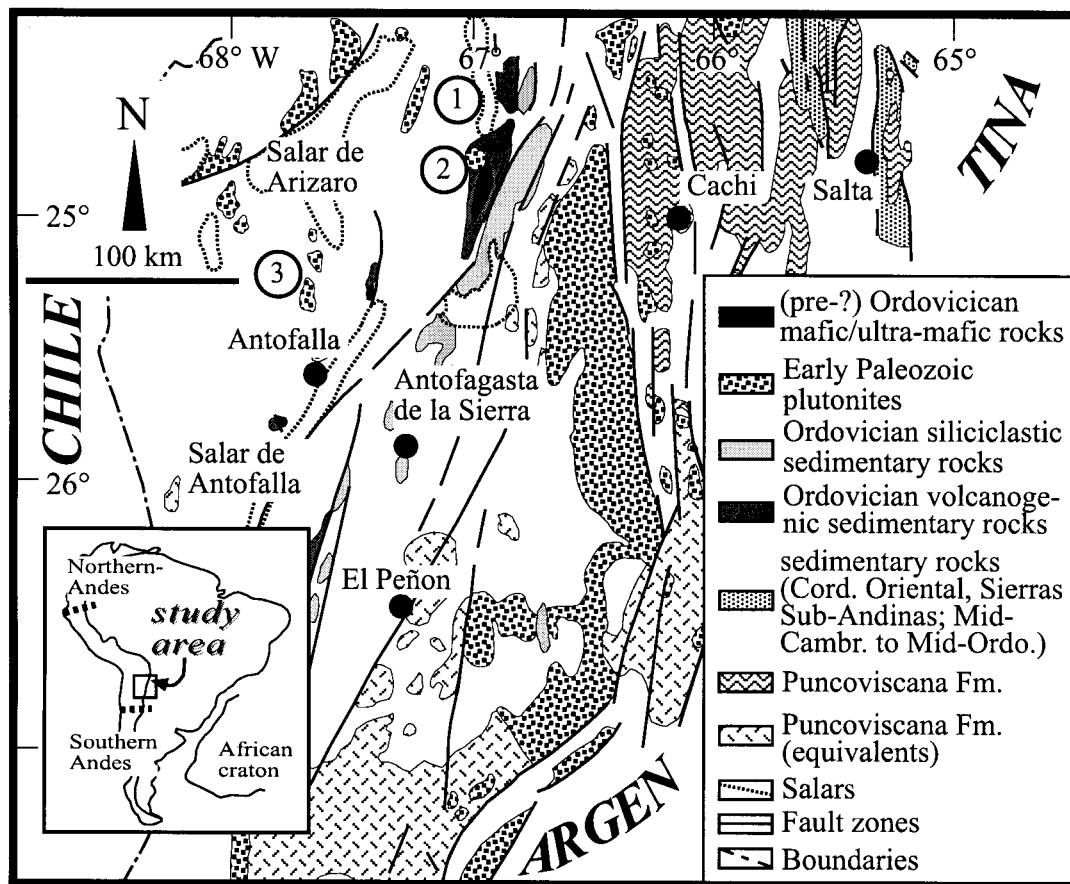 68° W
67°
66°
65°
N
100 km
25°
26°
1
2
3
Salar de
Arizaro
Cachi
Salta
Antofalla
Antofagasta
de la Sierra
Salar de
Antofalla
El Peñon
CHILE
ARGEN
TINA
Northern-
Andes
study
area
Southern
Andes
African
craton
(pre-?) Ordovicican
mafic/ultra-mafic rocks
Early Paleozoic
plutonites
Ordovician siliciclastic
sedimentary rocks
Ordovician volcanoge-
nic sedimentary rocks
sedimentary rocks
(Cord. Oriental, Sierras
Sub-Andinas; Mid-
Cambr. to Mid-Ordo.)
Puncoviscana Fm.
Puncoviscana Fm.
(equivalents)
Salars
Fault zones
Boundaries